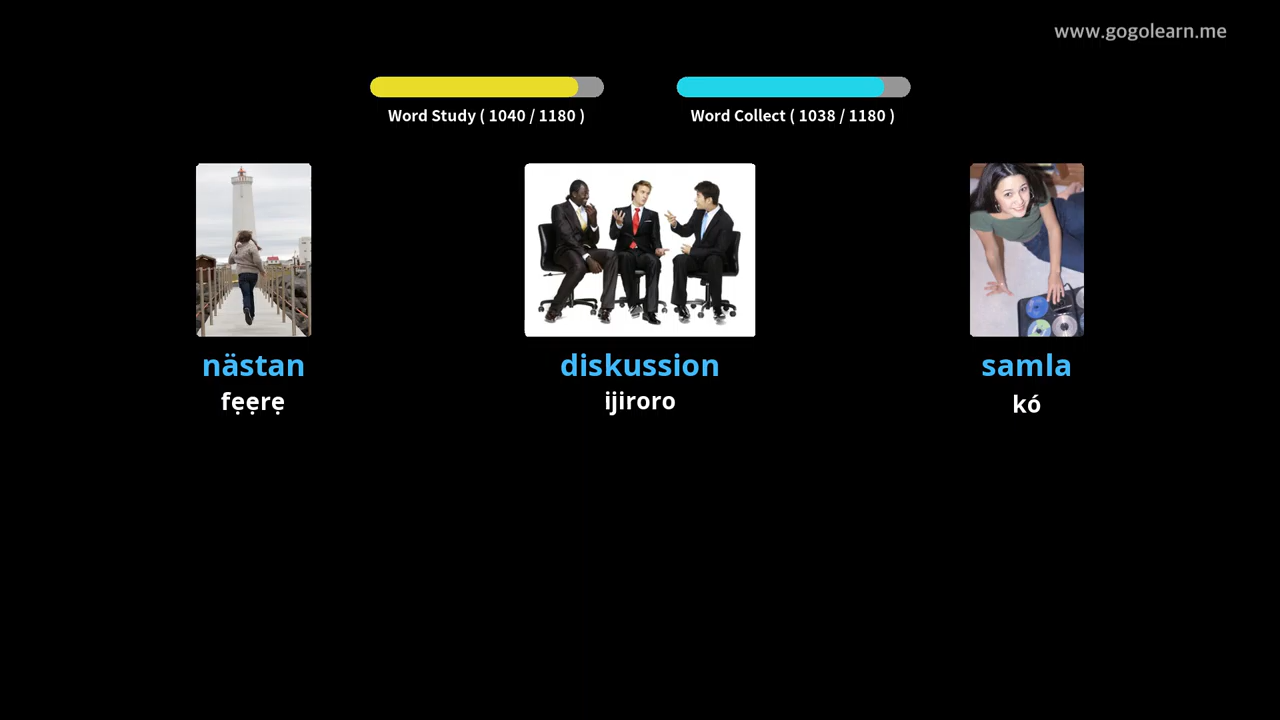 www.gogolearn.me
Word Study ( 1040 / 1180 )
Word Collect ( 1038 / 1180 )
nästan
diskussion
samla
fẹẹrẹ
ijiroro
kó